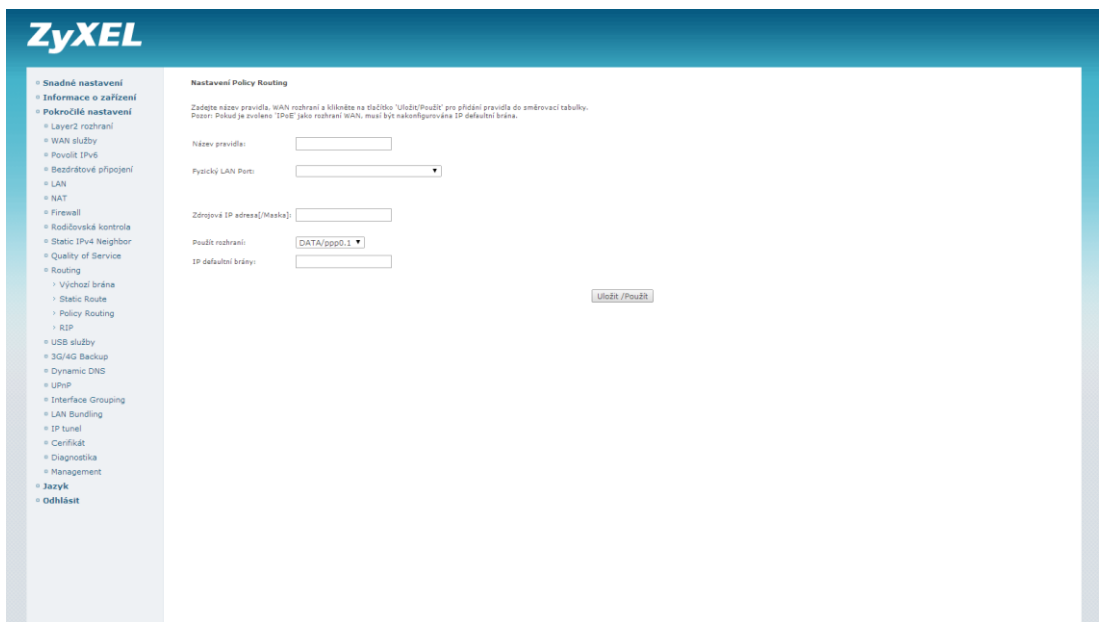 ZyXEL
Snadné nastavení
Informace o zařízení
Pokročilé nastavení
Layer2 rozhraní
WAN služby
Povolit IPv6
Bezdrátové připojení
LAN
NAT
Firewall
Rodičovská kontrola
Static IPv4 Neighbor
Quality of Service
Routing
Výchozí brána
Static Route
Policy Routing
RIP
USB služby
3G/4G Backup
Dynamic DNS
UPnP
Interface Grouping
LAN Bundling
IP tunel
Cerifikát
Diagnostika
Management
Jazyk
Odhlásit
Nastavení Policy Routing
Zadejte název pravidla, WAN rozhraní a klikněte na tlačítko 'Uložit/Použít' pro přidání pravidla do směrovací tabulky.
Pozor: Pokud je zvoleno 'IPoE' jako rozhraní WAN, musí být nakonfigurována IP defaultní brána.
Název pravidla:
Fyzický LAN Port:
Zdrojová IP adresa[/Maska]:
Použít rozhraní: DATA/ppp0.1
IP defaultní brány:
Uložit /Použít